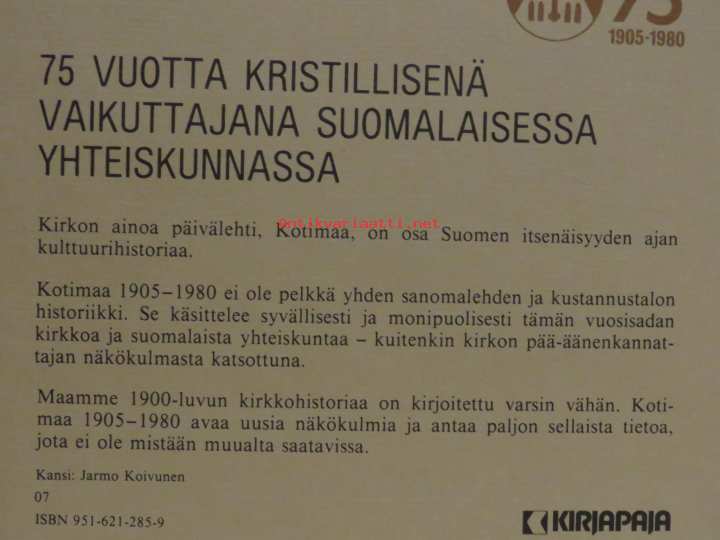 75
1905-1980
75 VUOTTA KRISTILLISENÄ
VAIKUTTAJANA SUOMALAISESSA
YHTEISKUNNASSA
Antikvariaatti.net
Kirkon ainoa päivälehti, Kotimaa, on osa Suomen itsenäisyyden ajan
kulttuurihistoriaa.
Kotimaa 1905–1980 ei ole pelkkä yhden sanomalehden ja kustannustalon
historiikki. Se käsittelee syvällisesti ja monipuolisesti tämän vuosisadan
kirkkoa ja suomalaista yhteiskuntaa – kuitenkin kirkon pää-äänenkannat-
tajan näkökulmasta katsottuna.
Maamme 1900-luvun kirkkohistoriaa on kirjoitettu varsin vähän. Koti-
maa 1905–1980 avaa uusia näkökulmia ja antaa paljon sellaista tietoa,
jota ei ole mistään muualta saatavissa.
Kansi: Jarmo Koivunen
07
ISBN 951-621-285-9
KIRJAPAJA